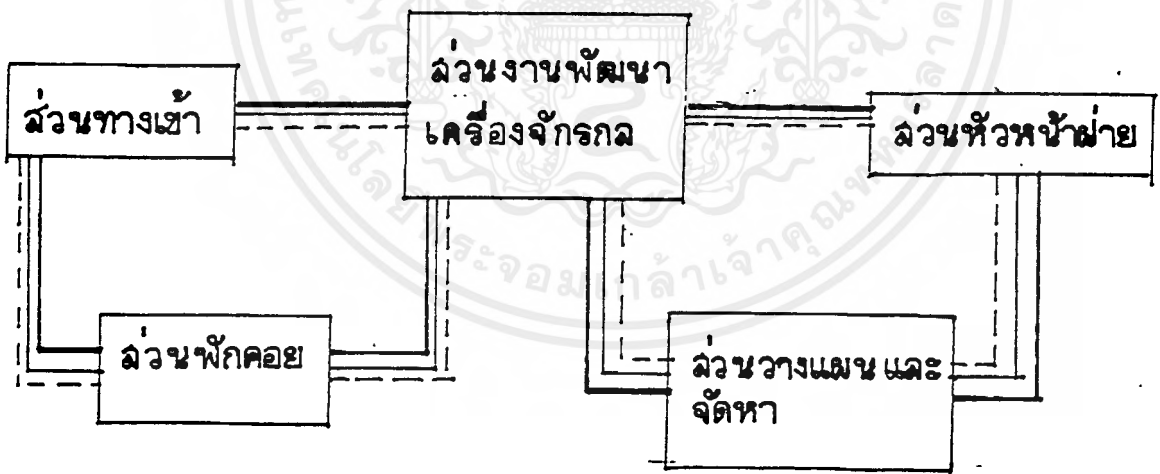 ส่วนทางเข้า
ส่วนงานพัฒนา
เครื่องจักรกล
ส่วนหัวหน้าฝ่าย
ส่วนพักคอย
ส่วนวางแผนและ
จัดหา